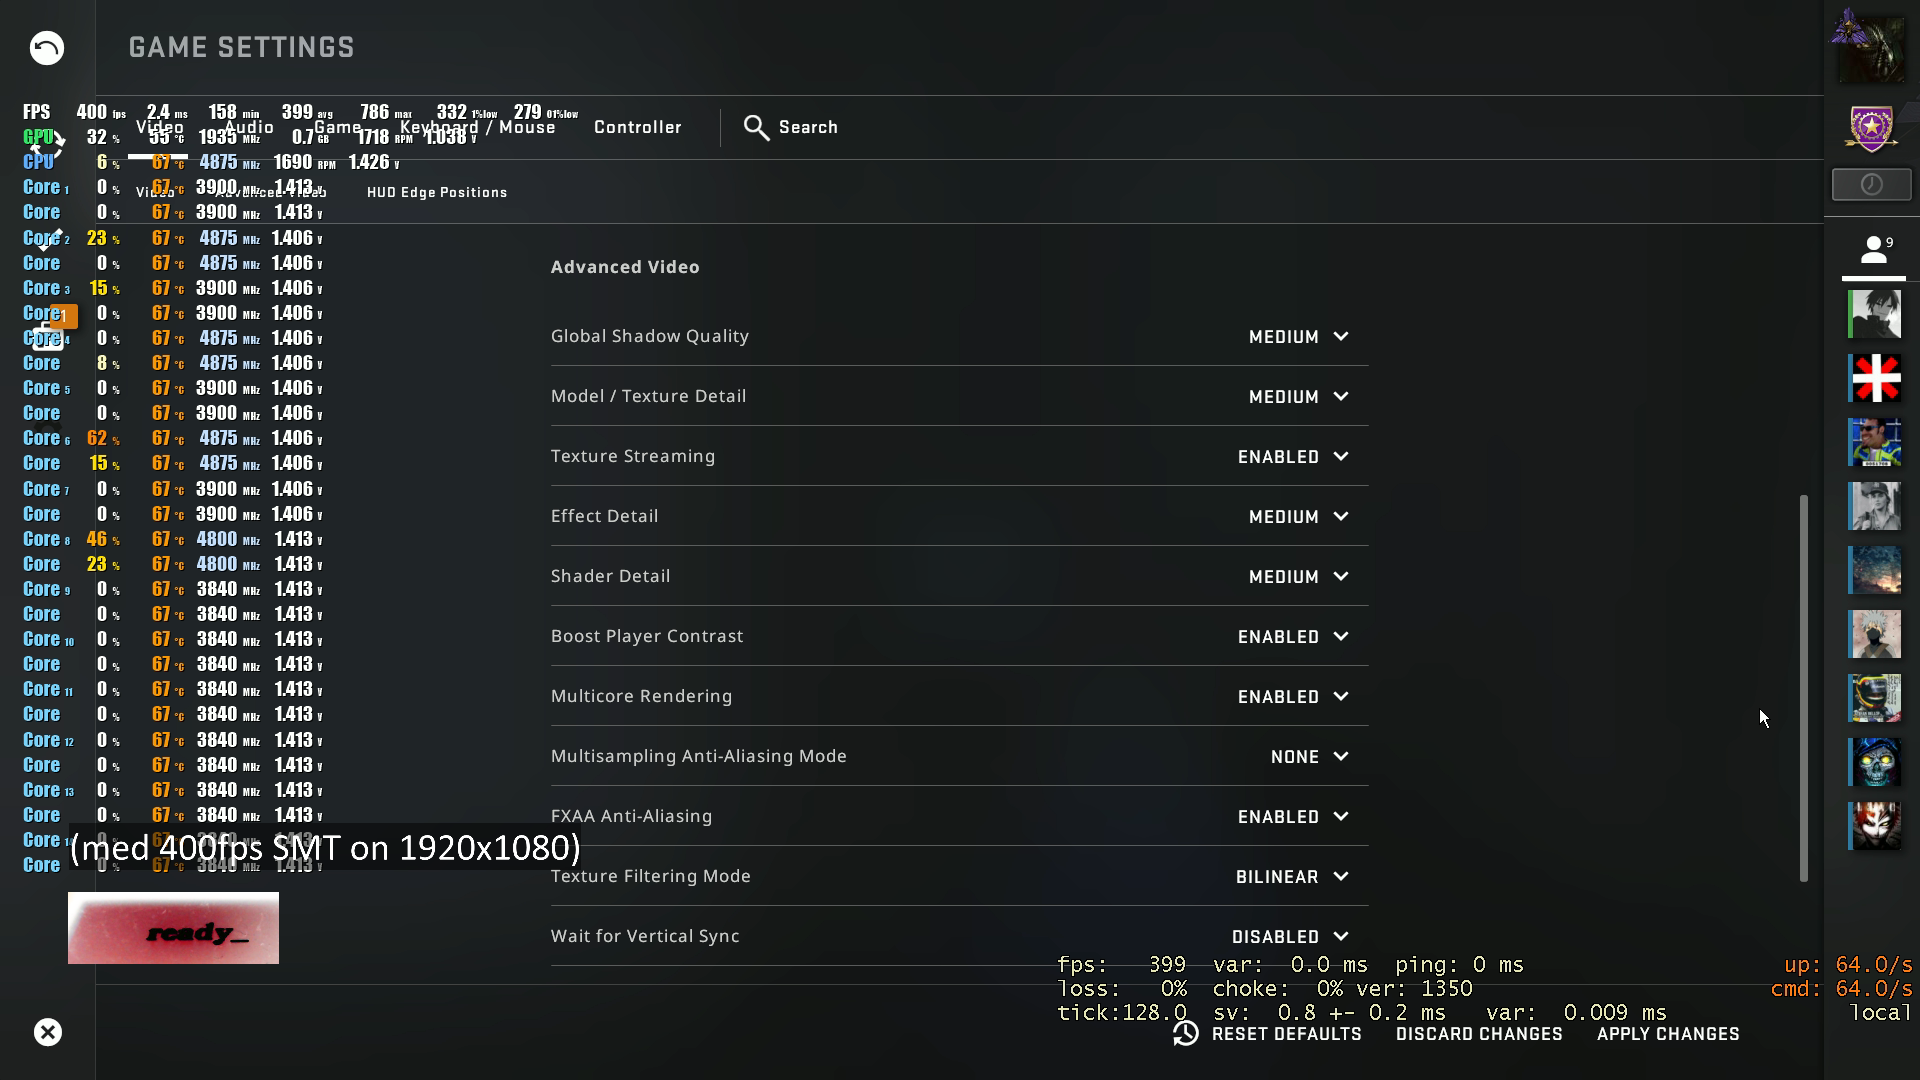 GAME SETTINGS
FPS 400 fps 2.4 ms 158 min 399 avg 786 max 332 1%low 279 01%low
Video Audio Game Keyboard / Mouse Controller Search
GPU 32 % 55 °C 1935 MHz 0.7 GB 1718 RPM 1.038 V
CPU 6 % 67 °C 4875 MHz 1690 RPM 1.426 V
Core 1 0 % 67 °C 3900 MHz 1.413 V
Video Advanced Video HUD Edge Positions
Core 0 % 67 °C 3900 MHz 1.413 V
Core 2 23 % 67 °C 4875 MHz 1.406 V
9
Core 0 % 67 °C 4875 MHz 1.406 V
Advanced Video
Core 3 15 % 67 °C 3900 MHz 1.406 V
Core 0 % 67 °C 3900 MHz 1.406 V
1
Core 4 0 % 67 °C 4875 MHz 1.406 V
Global Shadow Quality MEDIUM
Core 8 % 67 °C 4875 MHz 1.406 V
Core 5 0 % 67 °C 3900 MHz 1.406 V
Model / Texture Detail MEDIUM
Core 0 % 67 °C 3900 MHz 1.406 V
Core 6 62 % 67 °C 4875 MHz 1.406 V
Texture Streaming ENABLED
Core 15 % 67 °C 4875 MHz 1.406 V
Core 7 0 % 67 °C 3900 MHz 1.406 V
Core 0 % 67 °C 3900 MHz 1.406 V
Effect Detail MEDIUM
Core 8 46 % 67 °C 4800 MHz 1.413 V
Core 23 % 67 °C 4800 MHz 1.413 V
Shader Detail MEDIUM
Core 9 0 % 67 °C 3840 MHz 1.413 V
Core 0 % 67 °C 3840 MHz 1.413 V
Boost Player Contrast ENABLED
Core 10 0 % 67 °C 3840 MHz 1.413 V
Core 0 % 67 °C 3840 MHz 1.413 V
Core 11 0 % 67 °C 3840 MHz 1.413 V
Multicore Rendering ENABLED
Core 0 % 67 °C 3840 MHz 1.413 V
Core 12 0 % 67 °C 3840 MHz 1.413 V
Multisampling Anti-Aliasing Mode NONE
Core 0 % 67 °C 3840 MHz 1.413 V
Core 13 0 % 67 °C 3840 MHz 1.413 V
Core 0 % 67 °C 3840 MHz 1.413 V
FXAA Anti-Aliasing ENABLED
Core
(med 400fps SMT on 1920x1080)
Core 0 % 67 °C 3840 MHz 1.413 V
Texture Filtering Mode BILINEAR
ready_
Wait for Vertical Sync DISABLED
fps: 399 var: 0.0 ms ping: 0 ms up: 64.0/s
loss: 0% choke: 0% ver: 1350 cmd: 64.0/s
tick:128.0 sv: 0.8 +- 0.2 ms var: 0.009 ms local
RESET DEFAULTS DISCARD CHANGES APPLY CHANGES